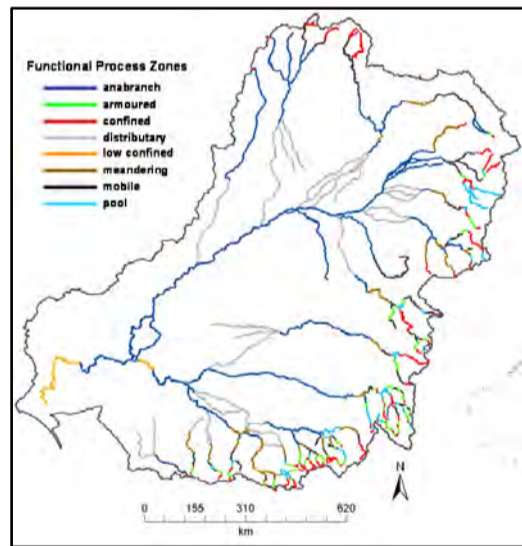 Functional Process Zones
anabranch
armoured
confined
distributary
low confined
meandering
mobile
pool
N
0 155 310 620
km